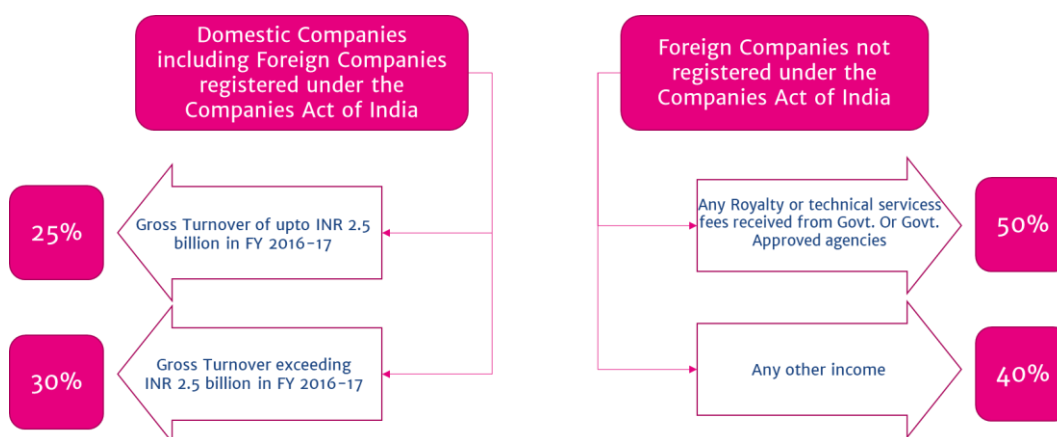 Domestic Companies
including Foreign Companies
registered under the
Companies Act of India
25%
Gross Turnover of upto INR 2.5
billion in FY 2016-17
30%
Gross Turnover exceeding
INR 2.5 billion in FY 2016-17
Foreign Companies not
registered under the
Companies Act of India
Any Royalty or technical servicess
fees received from Govt. Or Govt.
Approved agencies
50%
Any other income
40%